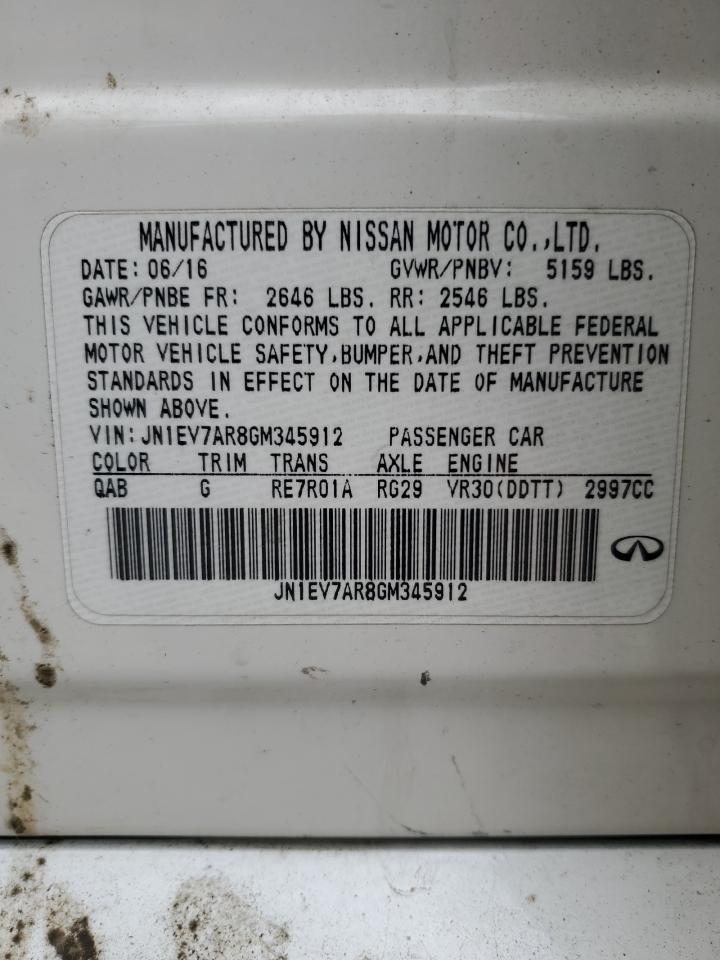 MANUFACTURED BY NISSAN MOTOR CO.,LTD.
DATE: 06/16 GVWR/PNBV: 5159 LBS.
GAWR/PNBE FR: 2646 LBS. RR: 2546 LBS.
THIS VEHICLE CONFORMS TO ALL APPLICABLE FEDERAL
MOTOR VEHICLE SAFETY,BUMPER,AND THEFT PREVENTION
STANDARDS IN EFFECT ON THE DATE OF MANUFACTURE
SHOWN ABOVE.
VIN: JN1EV7AR8GM345912 PASSENGER CAR
COLOR TRIM TRANS AXLE ENGINE
QAB G RE7R01A RG29 VR30(DDTT) 2997CC
JN1EV7AR8GM345912